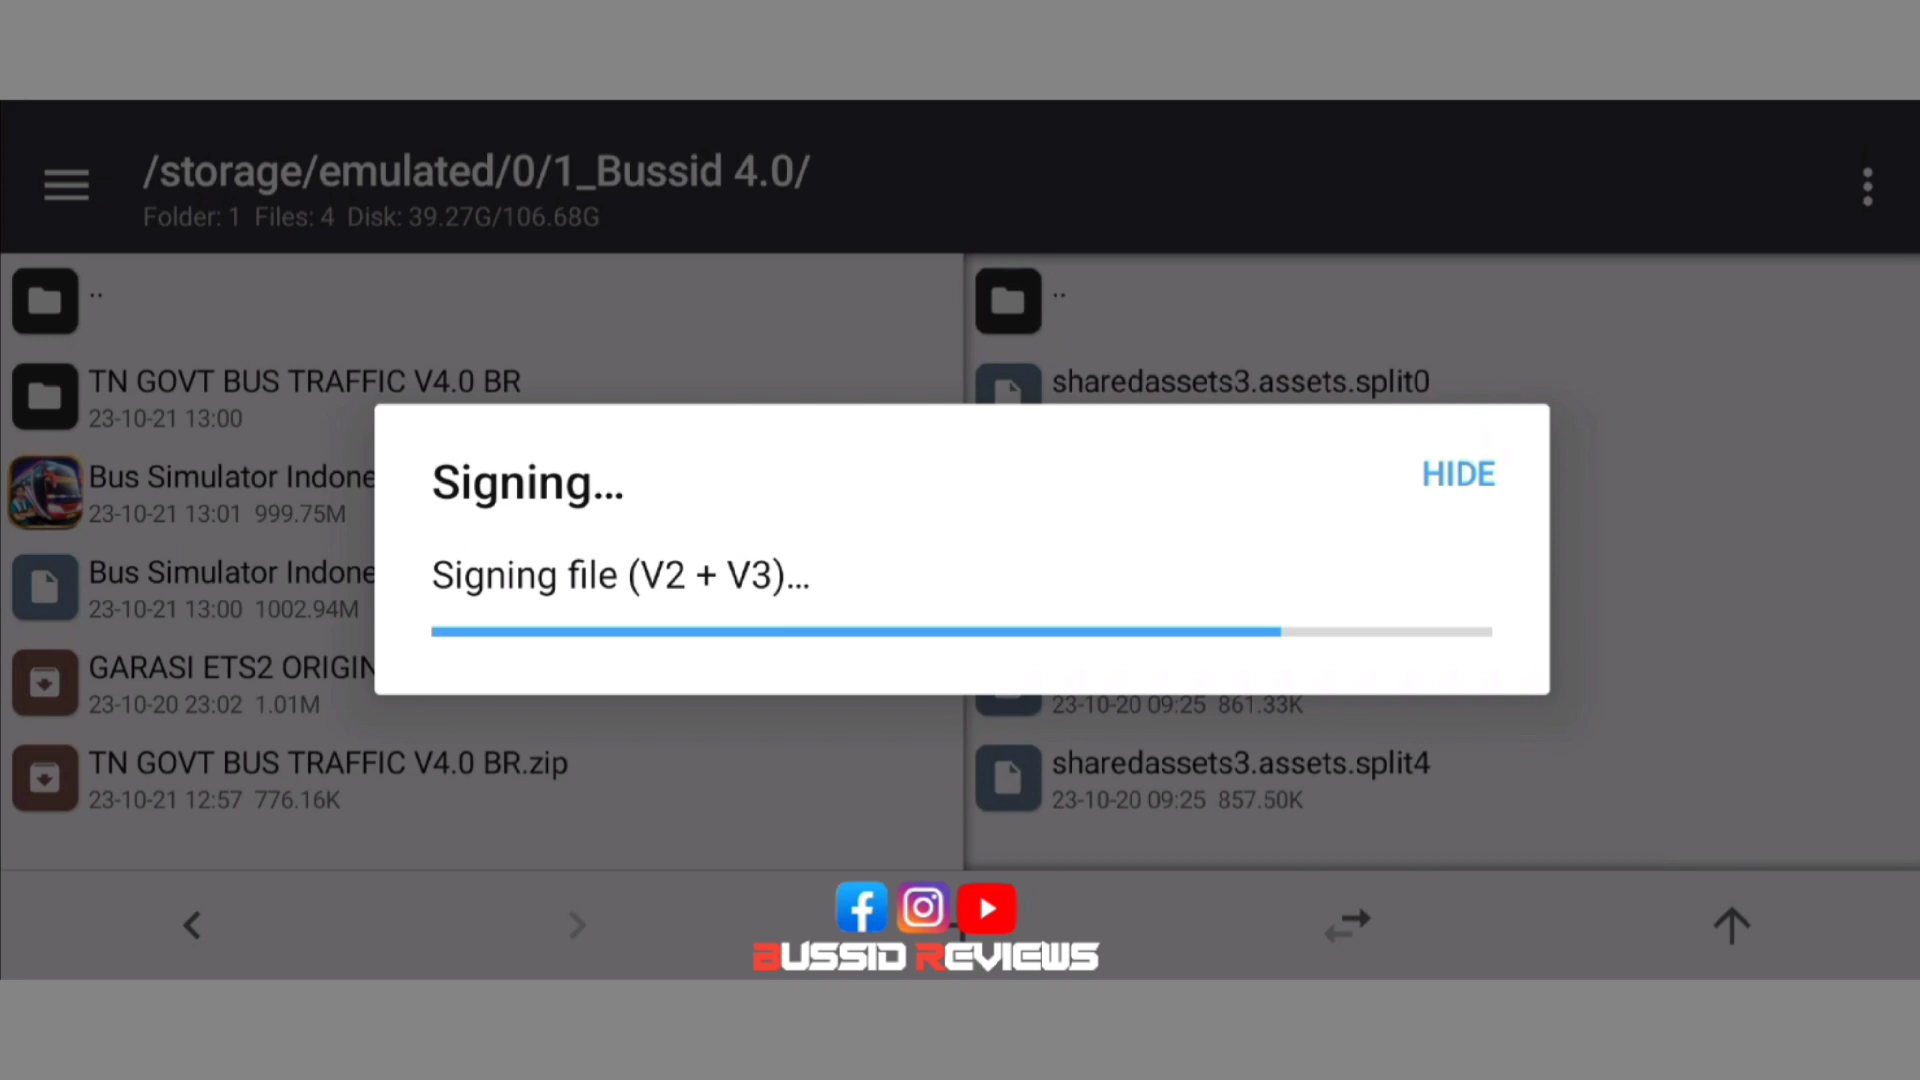 /storage/emulated/0/1_Bussid 4.0/
Folder: 1 Files: 4 Disk: 39.27G/106.68G
..
TN GOVT BUS TRAFFIC V4.0 BR
23-10-21 13:00
Bus Simulator Indone
23-10-21 13:01 999.75M
Bus Simulator Indone
23-10-21 13:00 1002.94M
GARASI ETS2 ORIGIN
23-10-20 23:02 1.01M
TN GOVT BUS TRAFFIC V4.0 BR.zip
23-10-21 12:57 776.16K
..
sharedassets3.assets.split0
23-10-20 09:25 861.33K
sharedassets3.assets.split4
23-10-20 09:25 857.50K
Signing...
HIDE
Signing file (V2 + V3)...
BUSSID REVIEWS